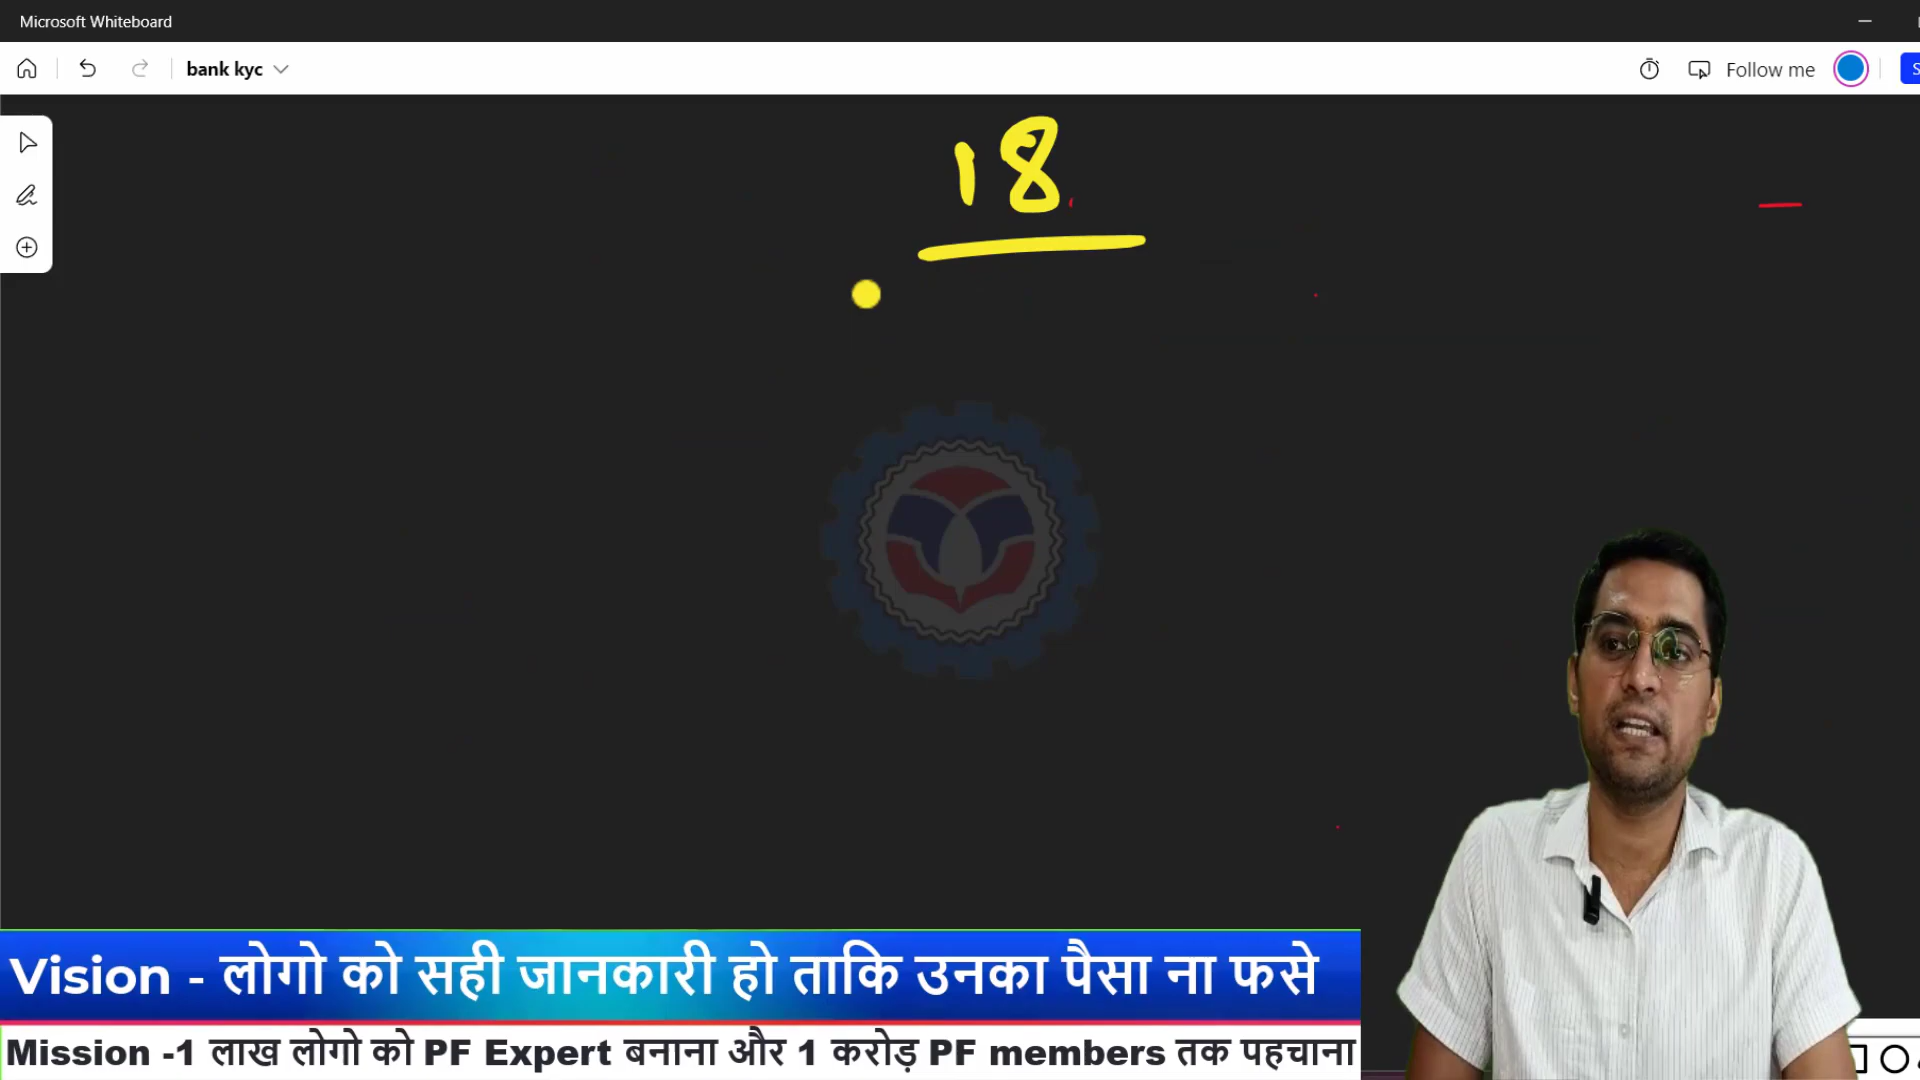 Microsoft Whiteboard
bank kyc
Follow me
18
Vision - लोगो को सही जानकारी हो ताकि उनका पैसा ना फसे
Mission -1 लाख लोगो को PF Expert बनाना और 1 करोड़ PF members तक पहचाना